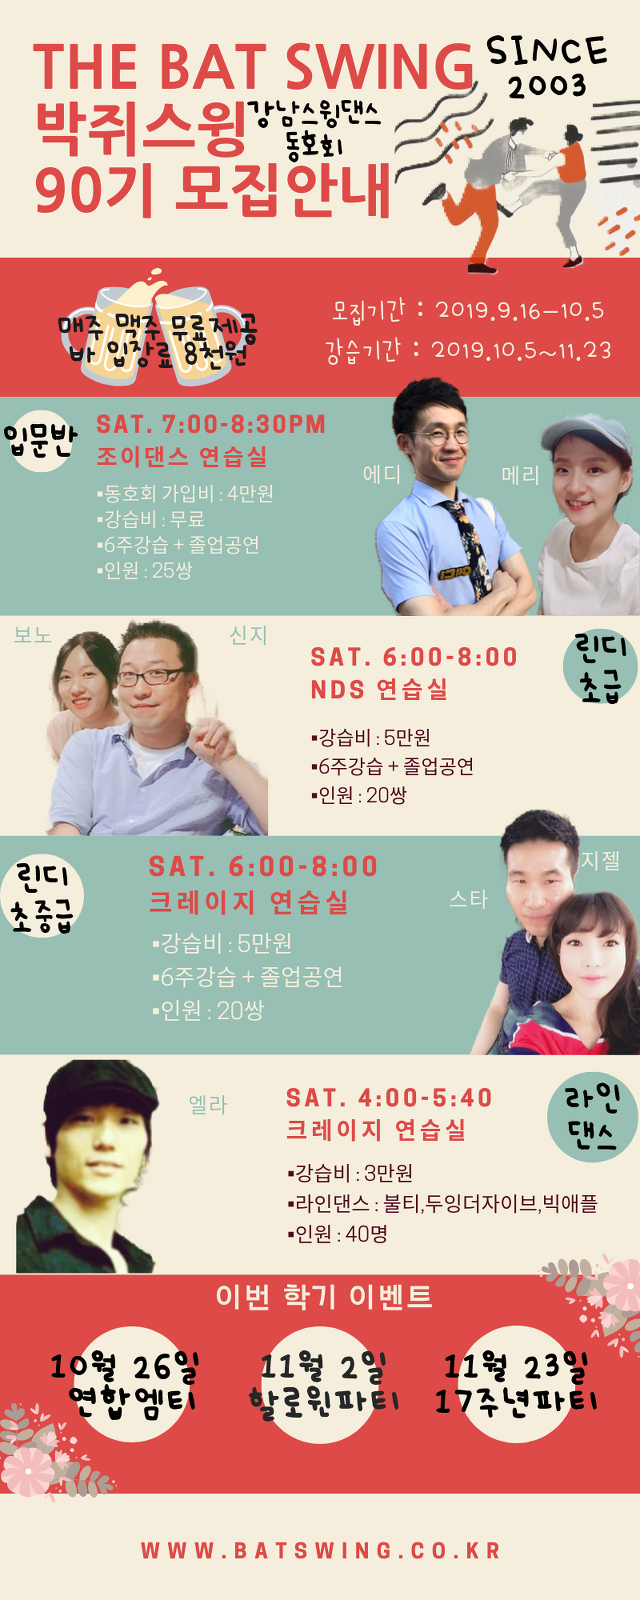 THE BAT SWING
SINCE
2003
박쥐스윙
강남스윙댄스
동호회
90기 모집안내
매주 맥주 무료제공
바 입장료 8천원
모집기간 : 2019.9.16-10.5
강습기간 : 2019.10.5~11.23
입문반
SAT. 7:00-8:30PM
조이댄스 연습실
▪동호회 가입비 : 4만원
▪강습비 : 무료
▪6주강습 + 졸업공연
▪인원 : 25쌍
에디
메리
보노
신지
SAT. 6:00-8:00
NDS 연습실
린디
초급
▪강습비 : 5만원
▪6주강습 + 졸업공연
▪인원 : 20쌍
린디
초중급
SAT. 6:00-8:00
크레이지 연습실
▪강습비 : 5만원
▪6주강습 + 졸업공연
▪인원 : 20쌍
스타
지젤
엘라
SAT. 4:00-5:40
크레이지 연습실
라인
댄스
▪강습비 : 3만원
▪라인댄스 : 불티,두잉더자이브,빅애플
▪인원 : 40명
이번 학기 이벤트
10월 26일
연합엠티
11월 2일
할로윈파티
11월 23일
17주년파티
WWW.BATSWING.CO.KR